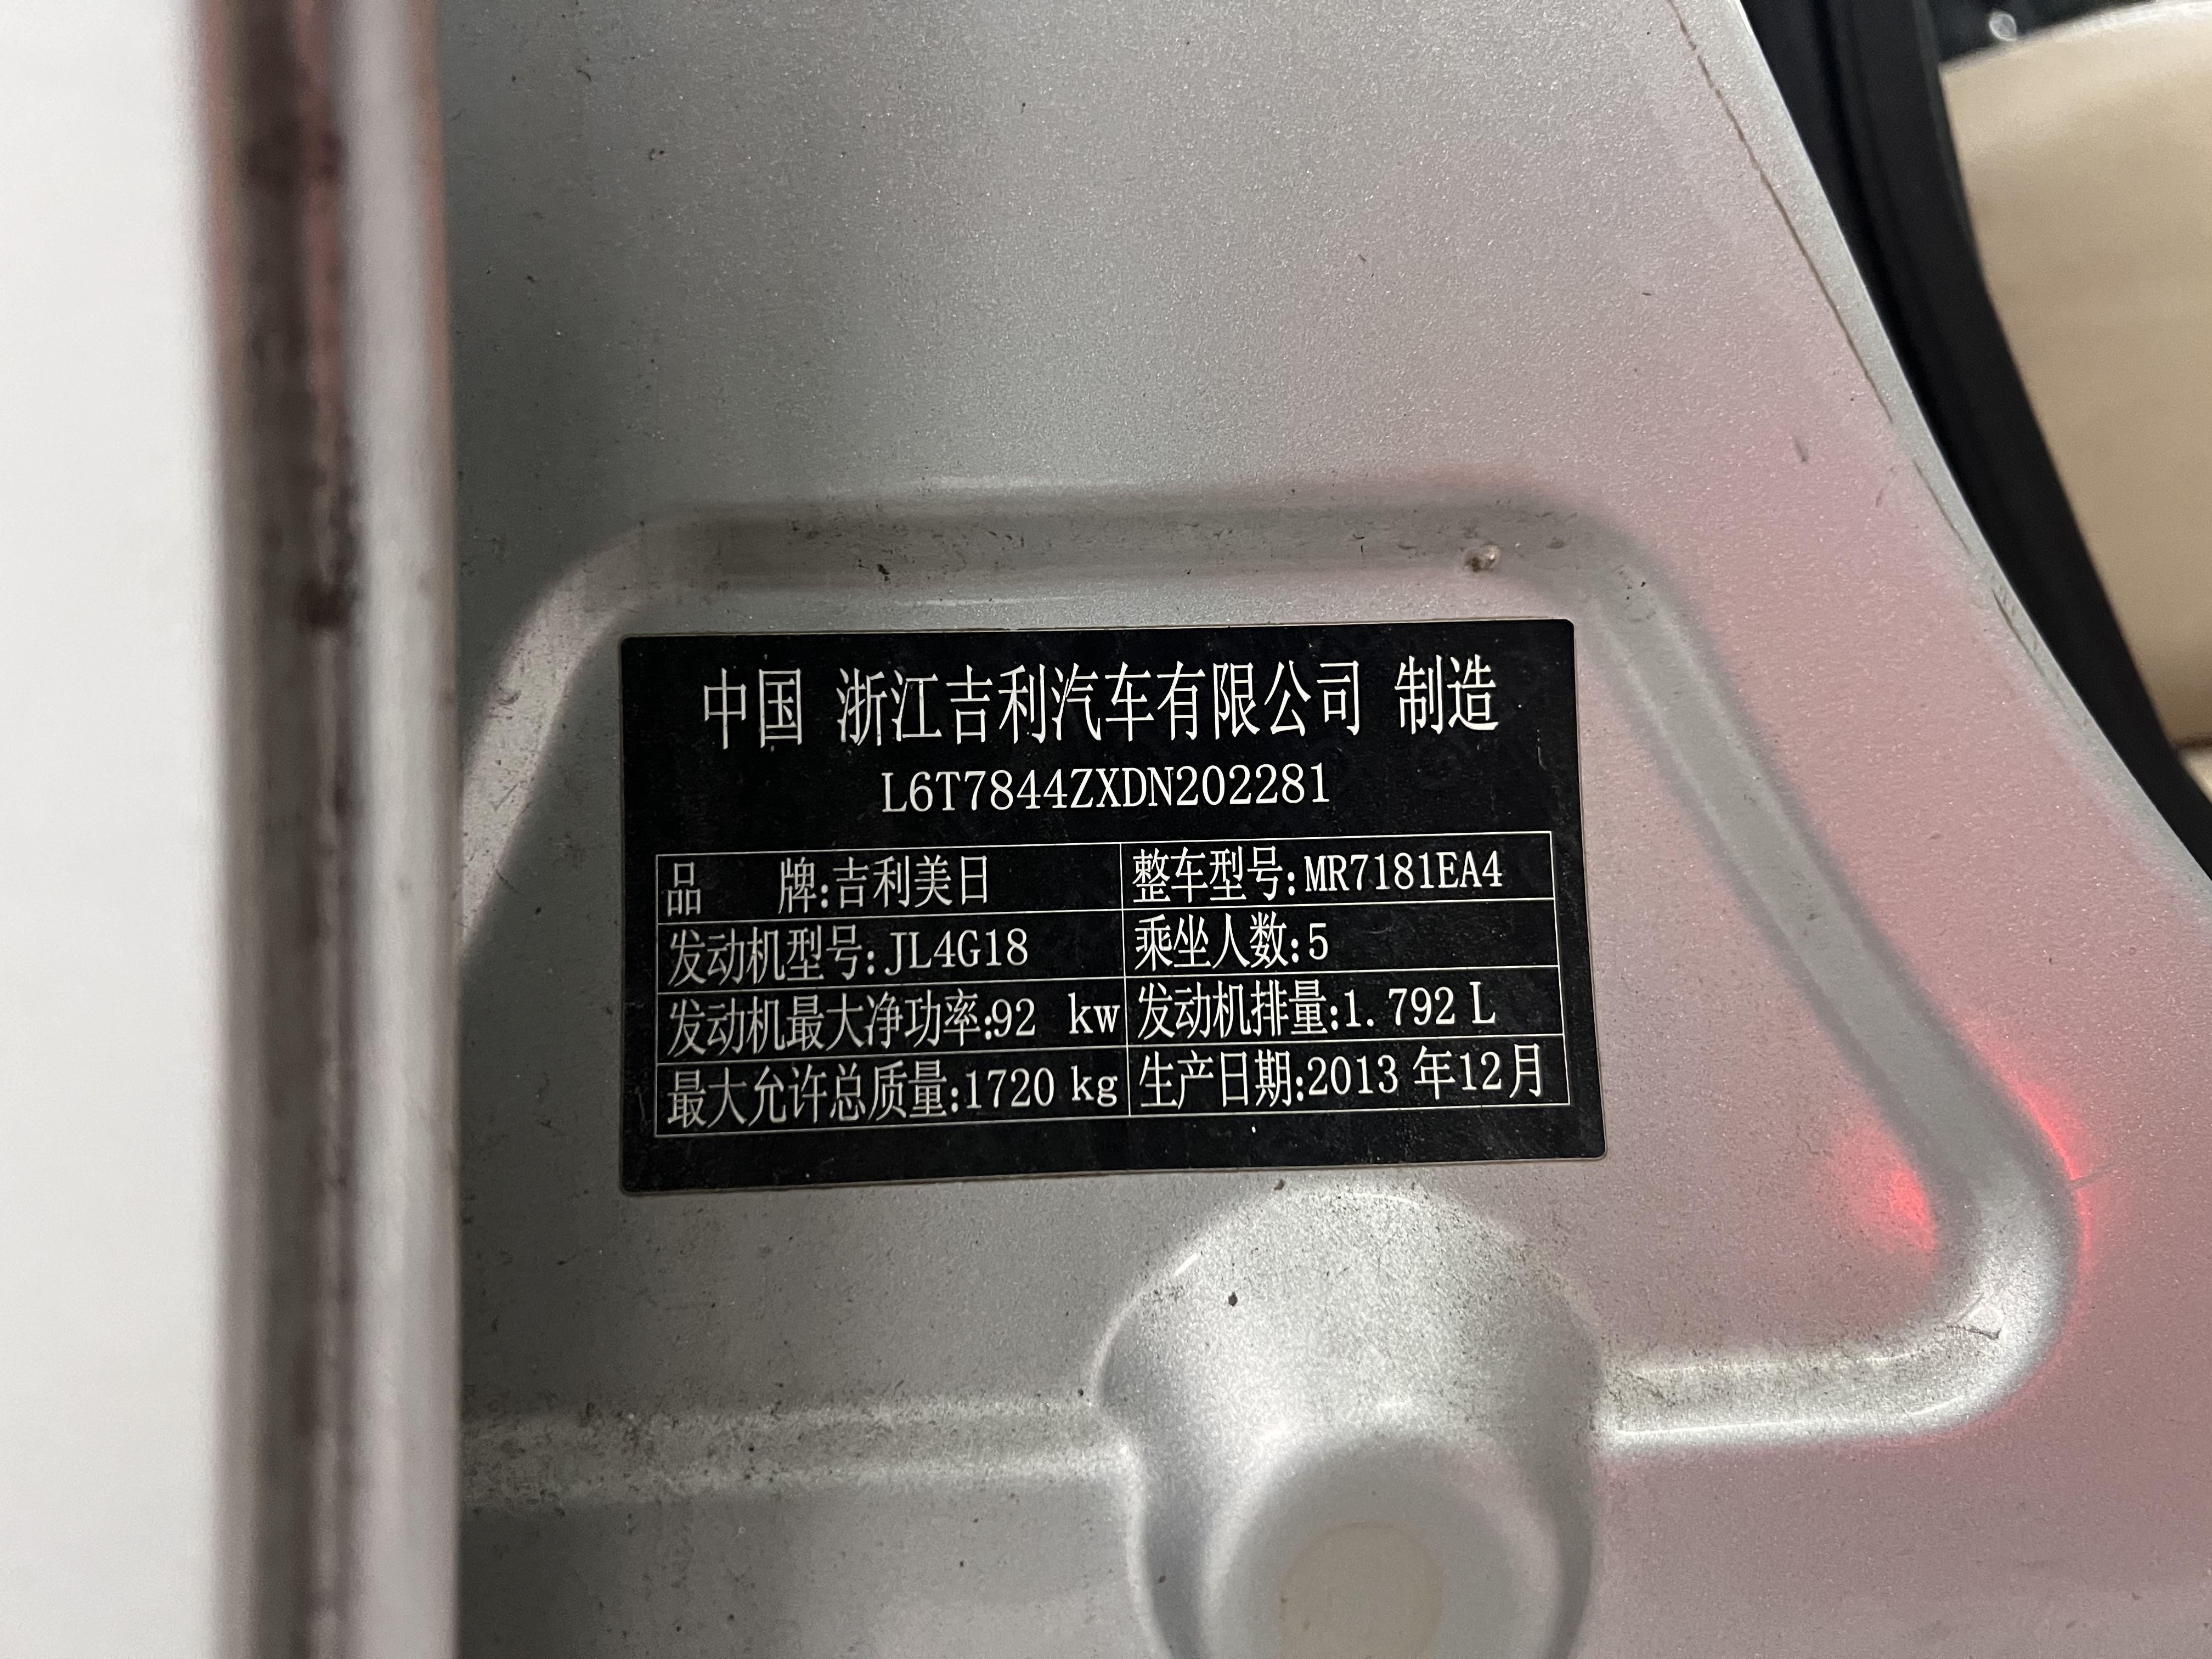 中国 浙江吉利汽车有限公司 制造
L6T7844ZXDN202281
品 牌:吉利美日 整车型号:MR7181EA4
发动机型号:JL4G18 乘坐人数:5
发动机最大净功率:92 kw 发动机排量:1.792 L
最大允许总质量:1720 kg 生产日期:2013 年12月